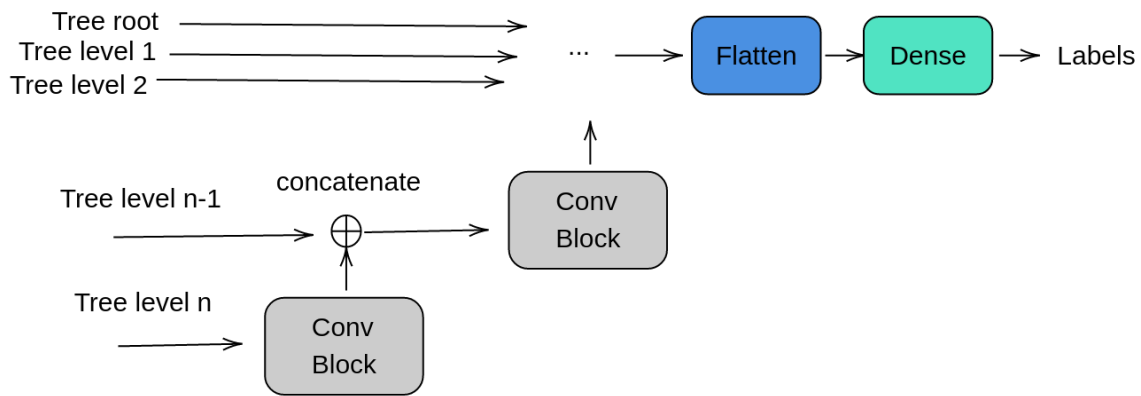 Tree root
Tree level 1
Tree level 2
...
Flatten
Dense
Labels
Tree level n-1
concatenate
Conv
Block
Tree level n
Conv
Block